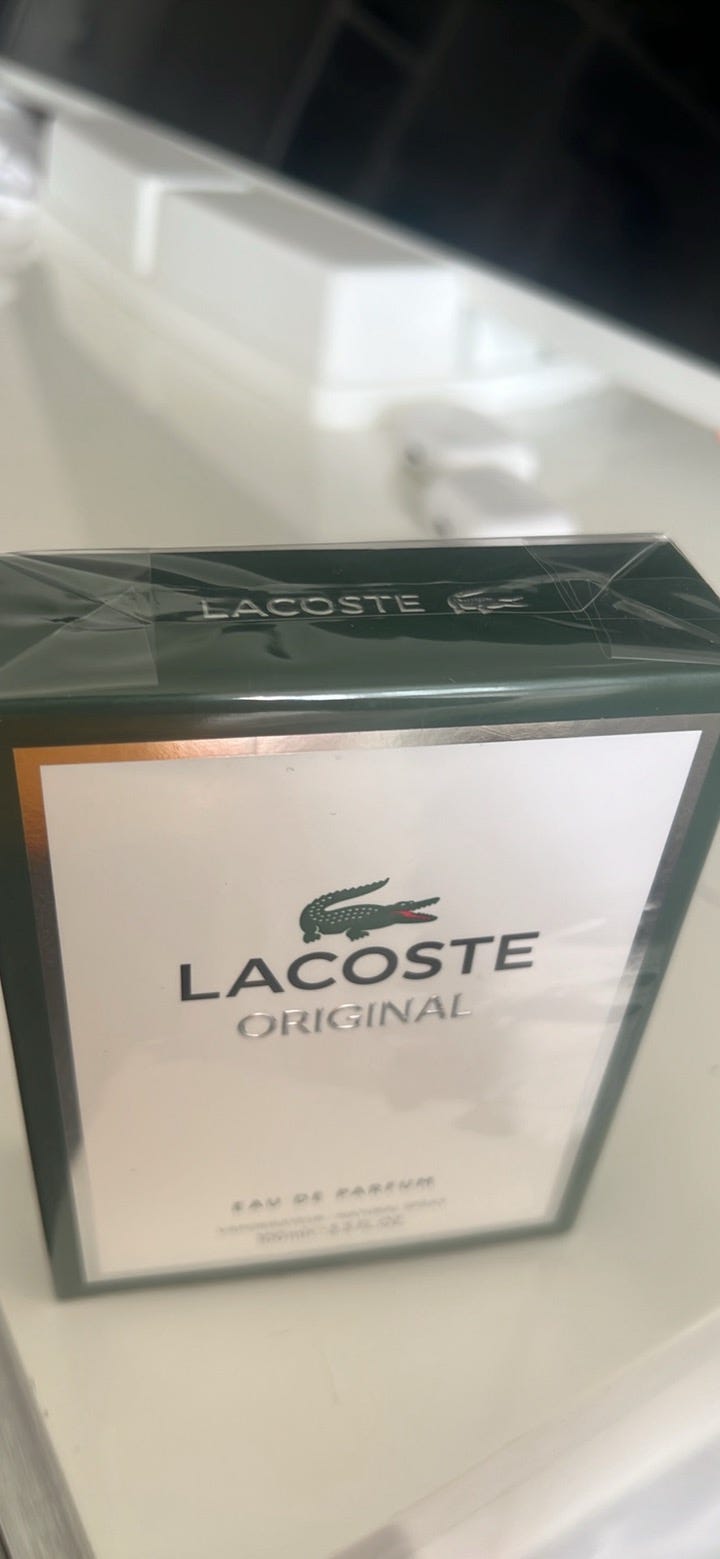 LACOSTE
LACOSTE
ORIGINAL
EAU DE PARFUM